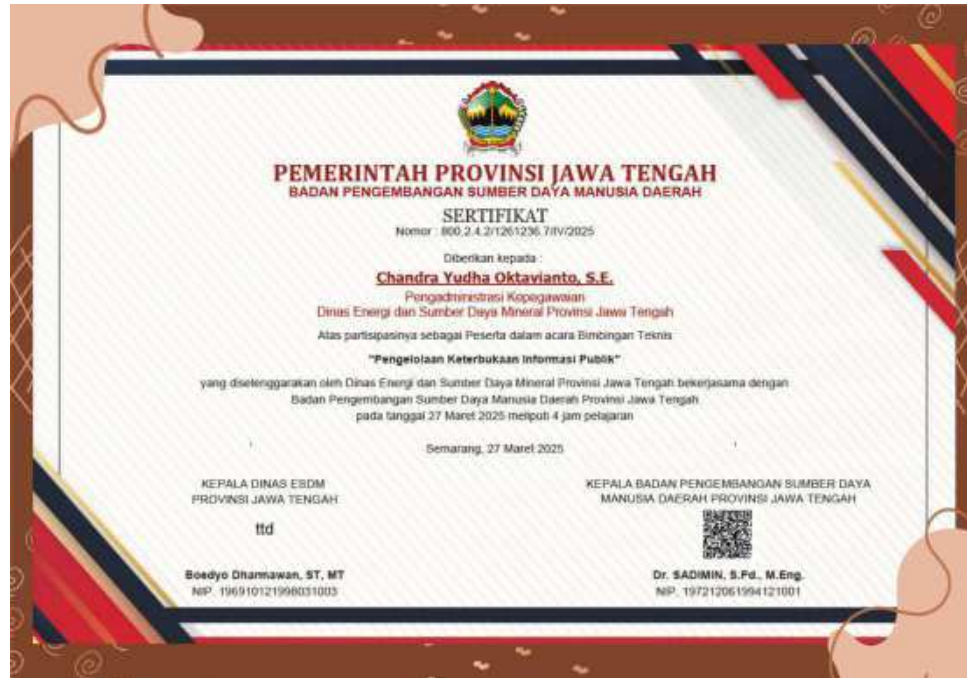 PEMERINTAH PROVINSI JAWA TENGAH
BADAN PENGEMBANGAN SUMBER DAYA MANUSIA DAERAH
SERTIFIKAT
Nomor : 800.2.4.2/1261236.7/IV/2025
Diberikan kepada :
Chandra Yudha Oktavianto, S.E.
Pengadministrasi Kepegawaian
Dinas Energi dan Sumber Daya Mineral Provinsi Jawa Tengah
Atas partisipasinya sebagai Peserta dalam acara Bimbingan Teknis
"Pengelolaan Keterbukaan Informasi Publik"
yang diselenggarakan oleh Dinas Energi dan Sumber Daya Mineral Provinsi Jawa Tengah bekerjasama dengan
Badan Pengembangan Sumber Daya Manusia Daerah Provinsi Jawa Tengah
pada tanggal 27 Maret 2025 meliputi 4 jam pelajaran
Semarang, 27 Maret 2025
KEPALA DINAS ESDM
PROVINSI JAWA TENGAH
ttd
Boedyo Dharmawan, ST, MT
NIP. 196910121998031003
KEPALA BADAN PENGEMBANGAN SUMBER DAYA
MANUSIA DAERAH PROVINSI JAWA TENGAH
Dr. SADIMIN, S.Pd., M.Eng.
NIP. 197212061994121001